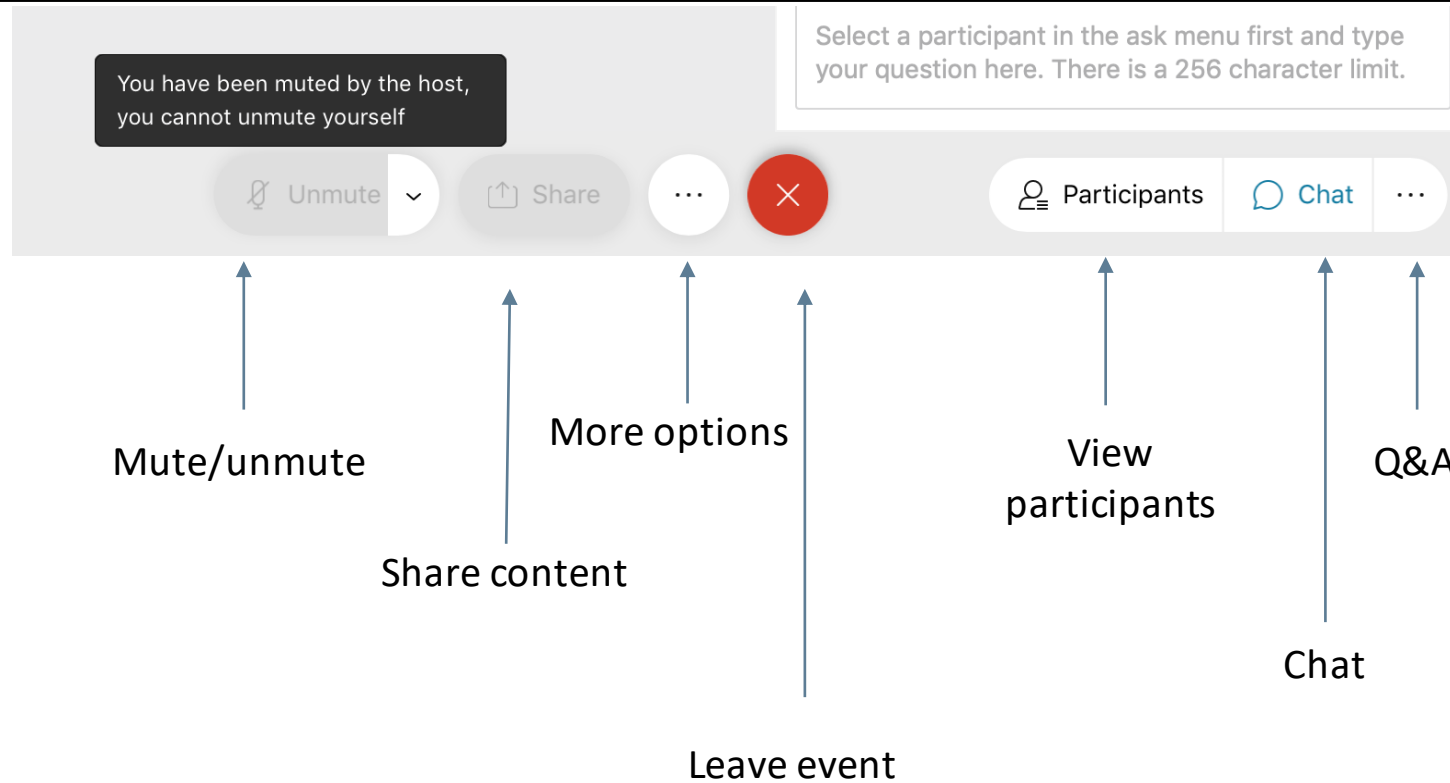 Select a participant in the ask menu first and type
your question here. There is a 256 character limit.
You have been muted by the host,
you cannot unmute yourself
Unmute
Share
Participants
Chat
Mute/unmute
Share content
More options
Leave event
View
participants
Chat
Q&A